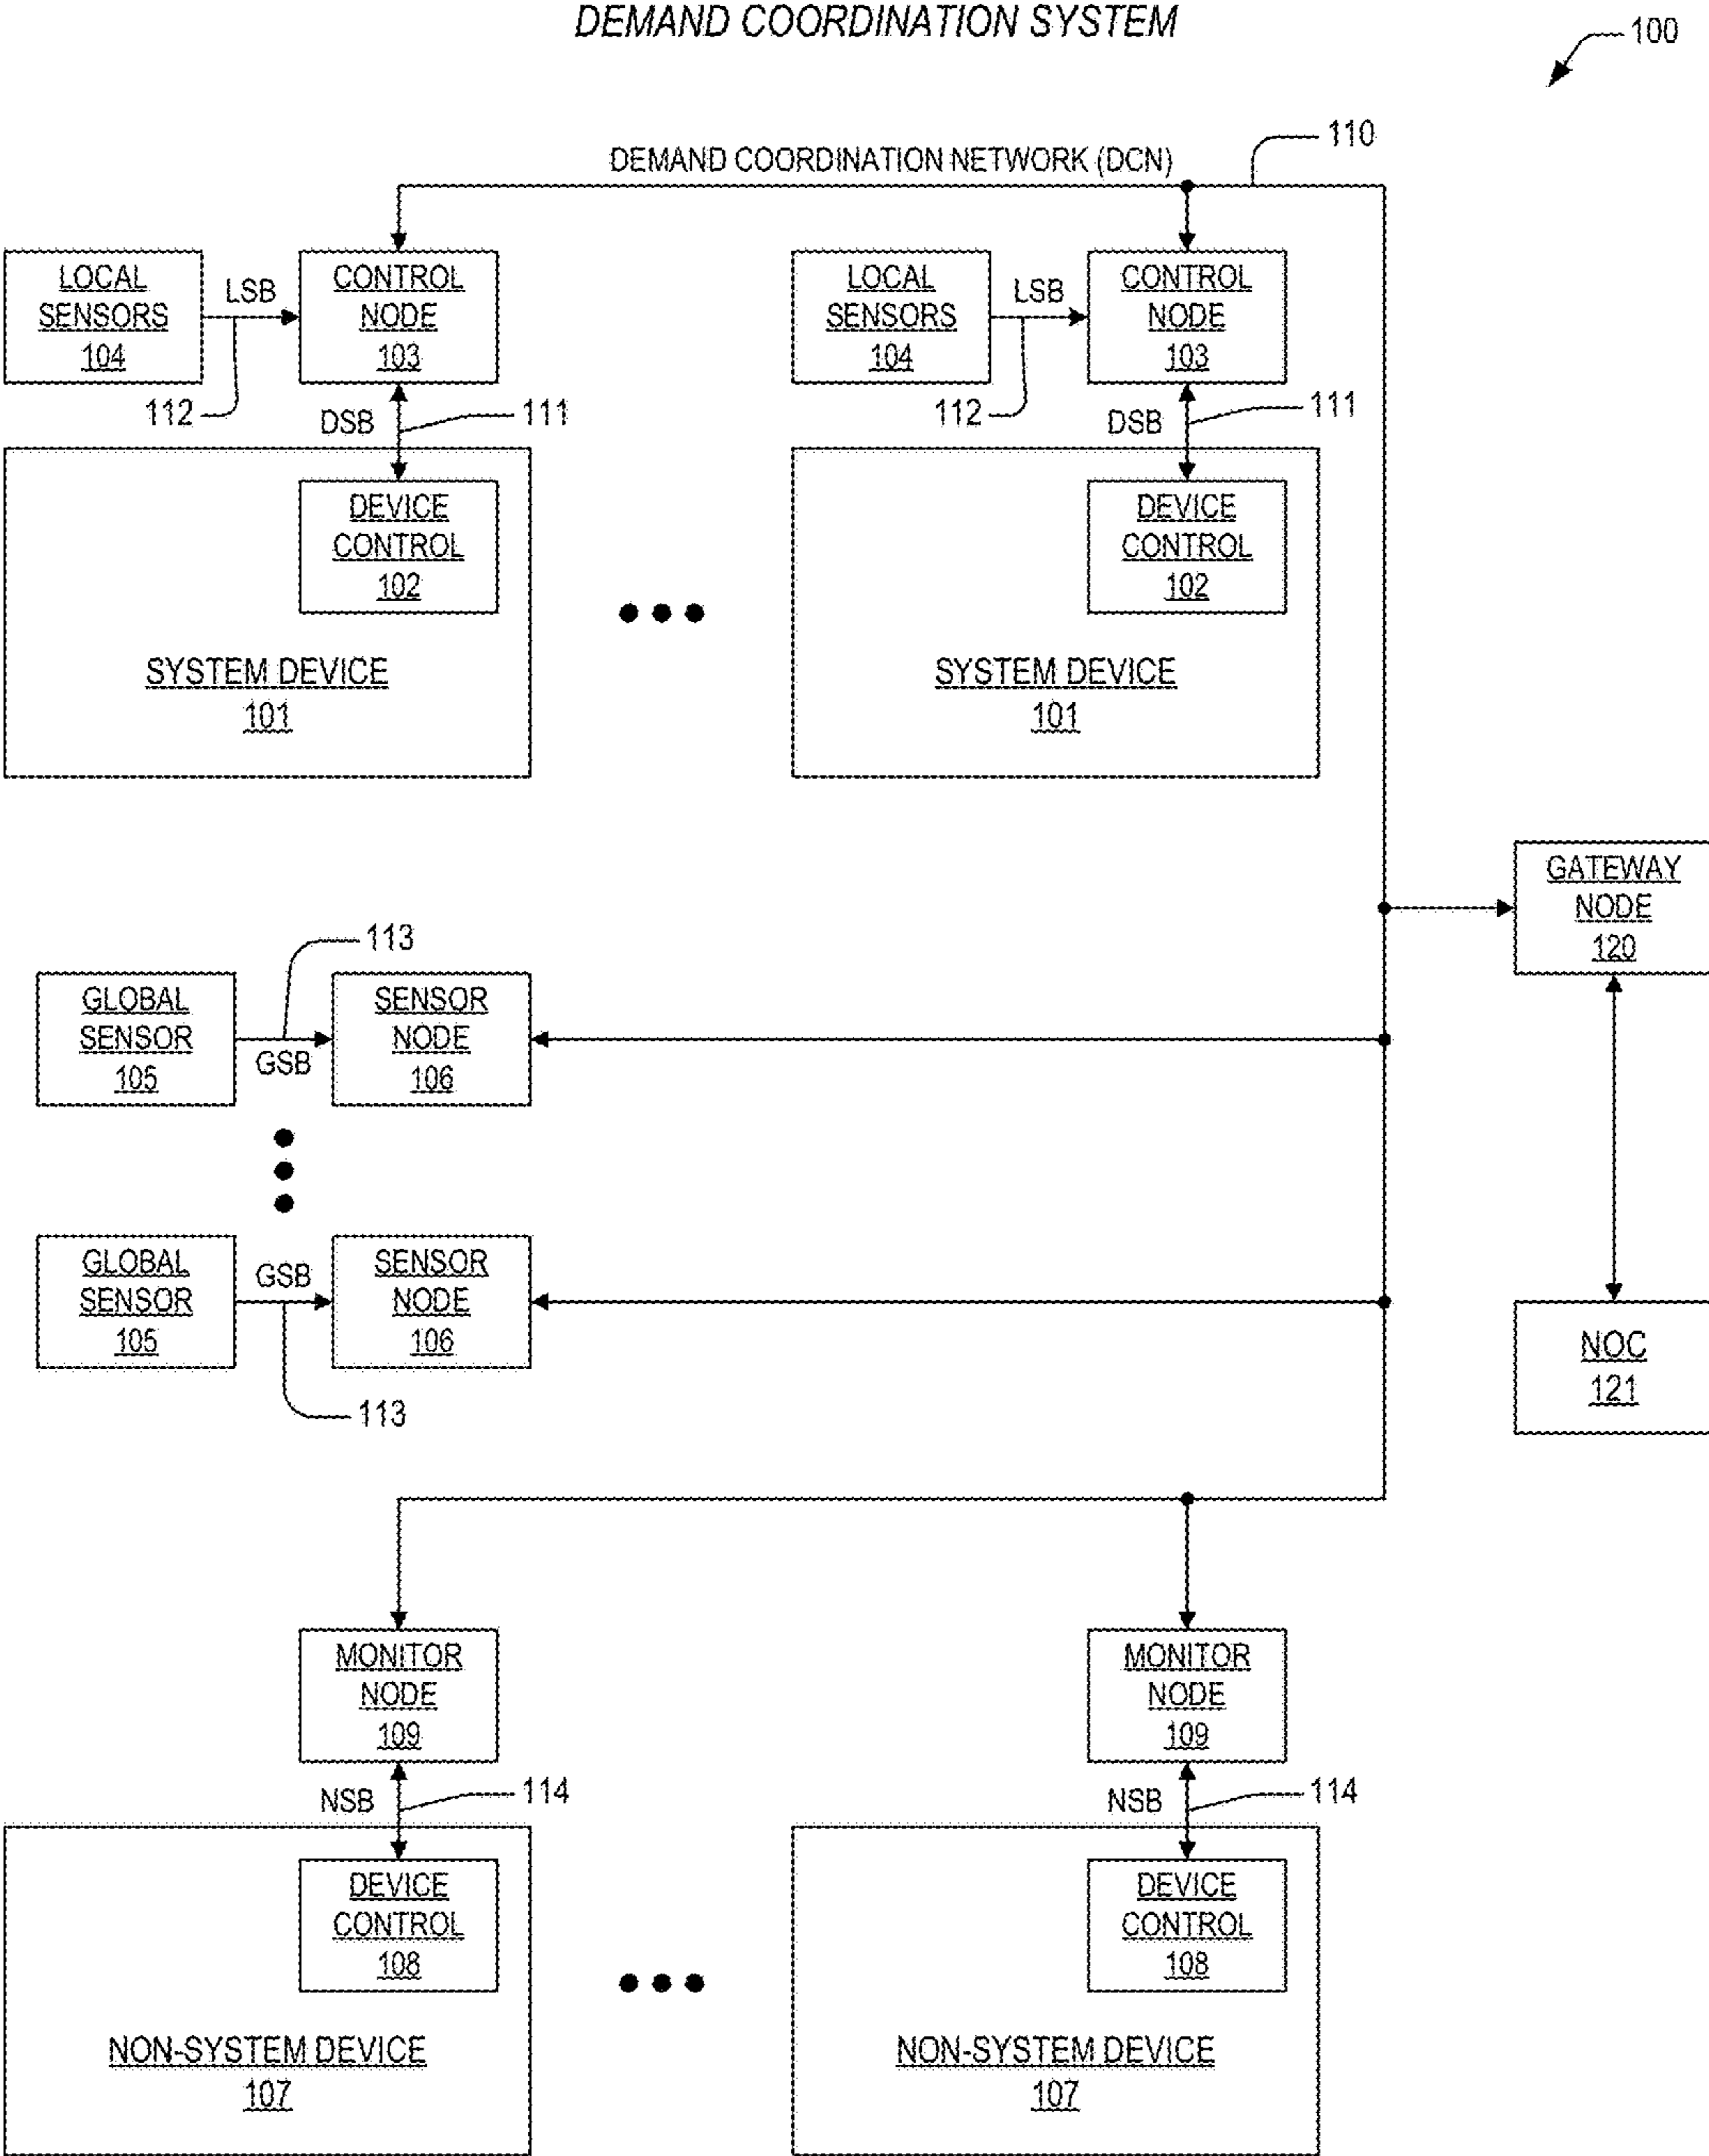 DEMAND COORDINATION SYSTEM
100
110
DEMAND COORDINATION NETWORK (DCN)
LOCAL
SENSORS
104
LSB
112
CONTROL
NODE
103
LOCAL
SENSORS
104
LSB
112
CONTROL
NODE
103
DSB
111
DSB
111
DEVICE
CONTROL
102
SYSTEM DEVICE
101
DEVICE
CONTROL
102
SYSTEM DEVICE
101
GATEWAY
NODE
120
113
GLOBAL
SENSOR
105
GSB
SENSOR
NODE
106
GLOBAL
SENSOR
105
GSB
SENSOR
NODE
106
113
NOC
121
MONITOR
NODE
109
MONITOR
NODE
109
NSB
114
NSB
114
DEVICE
CONTROL
108
NON-SYSTEM DEVICE
107
DEVICE
CONTROL
108
NON-SYSTEM DEVICE
107